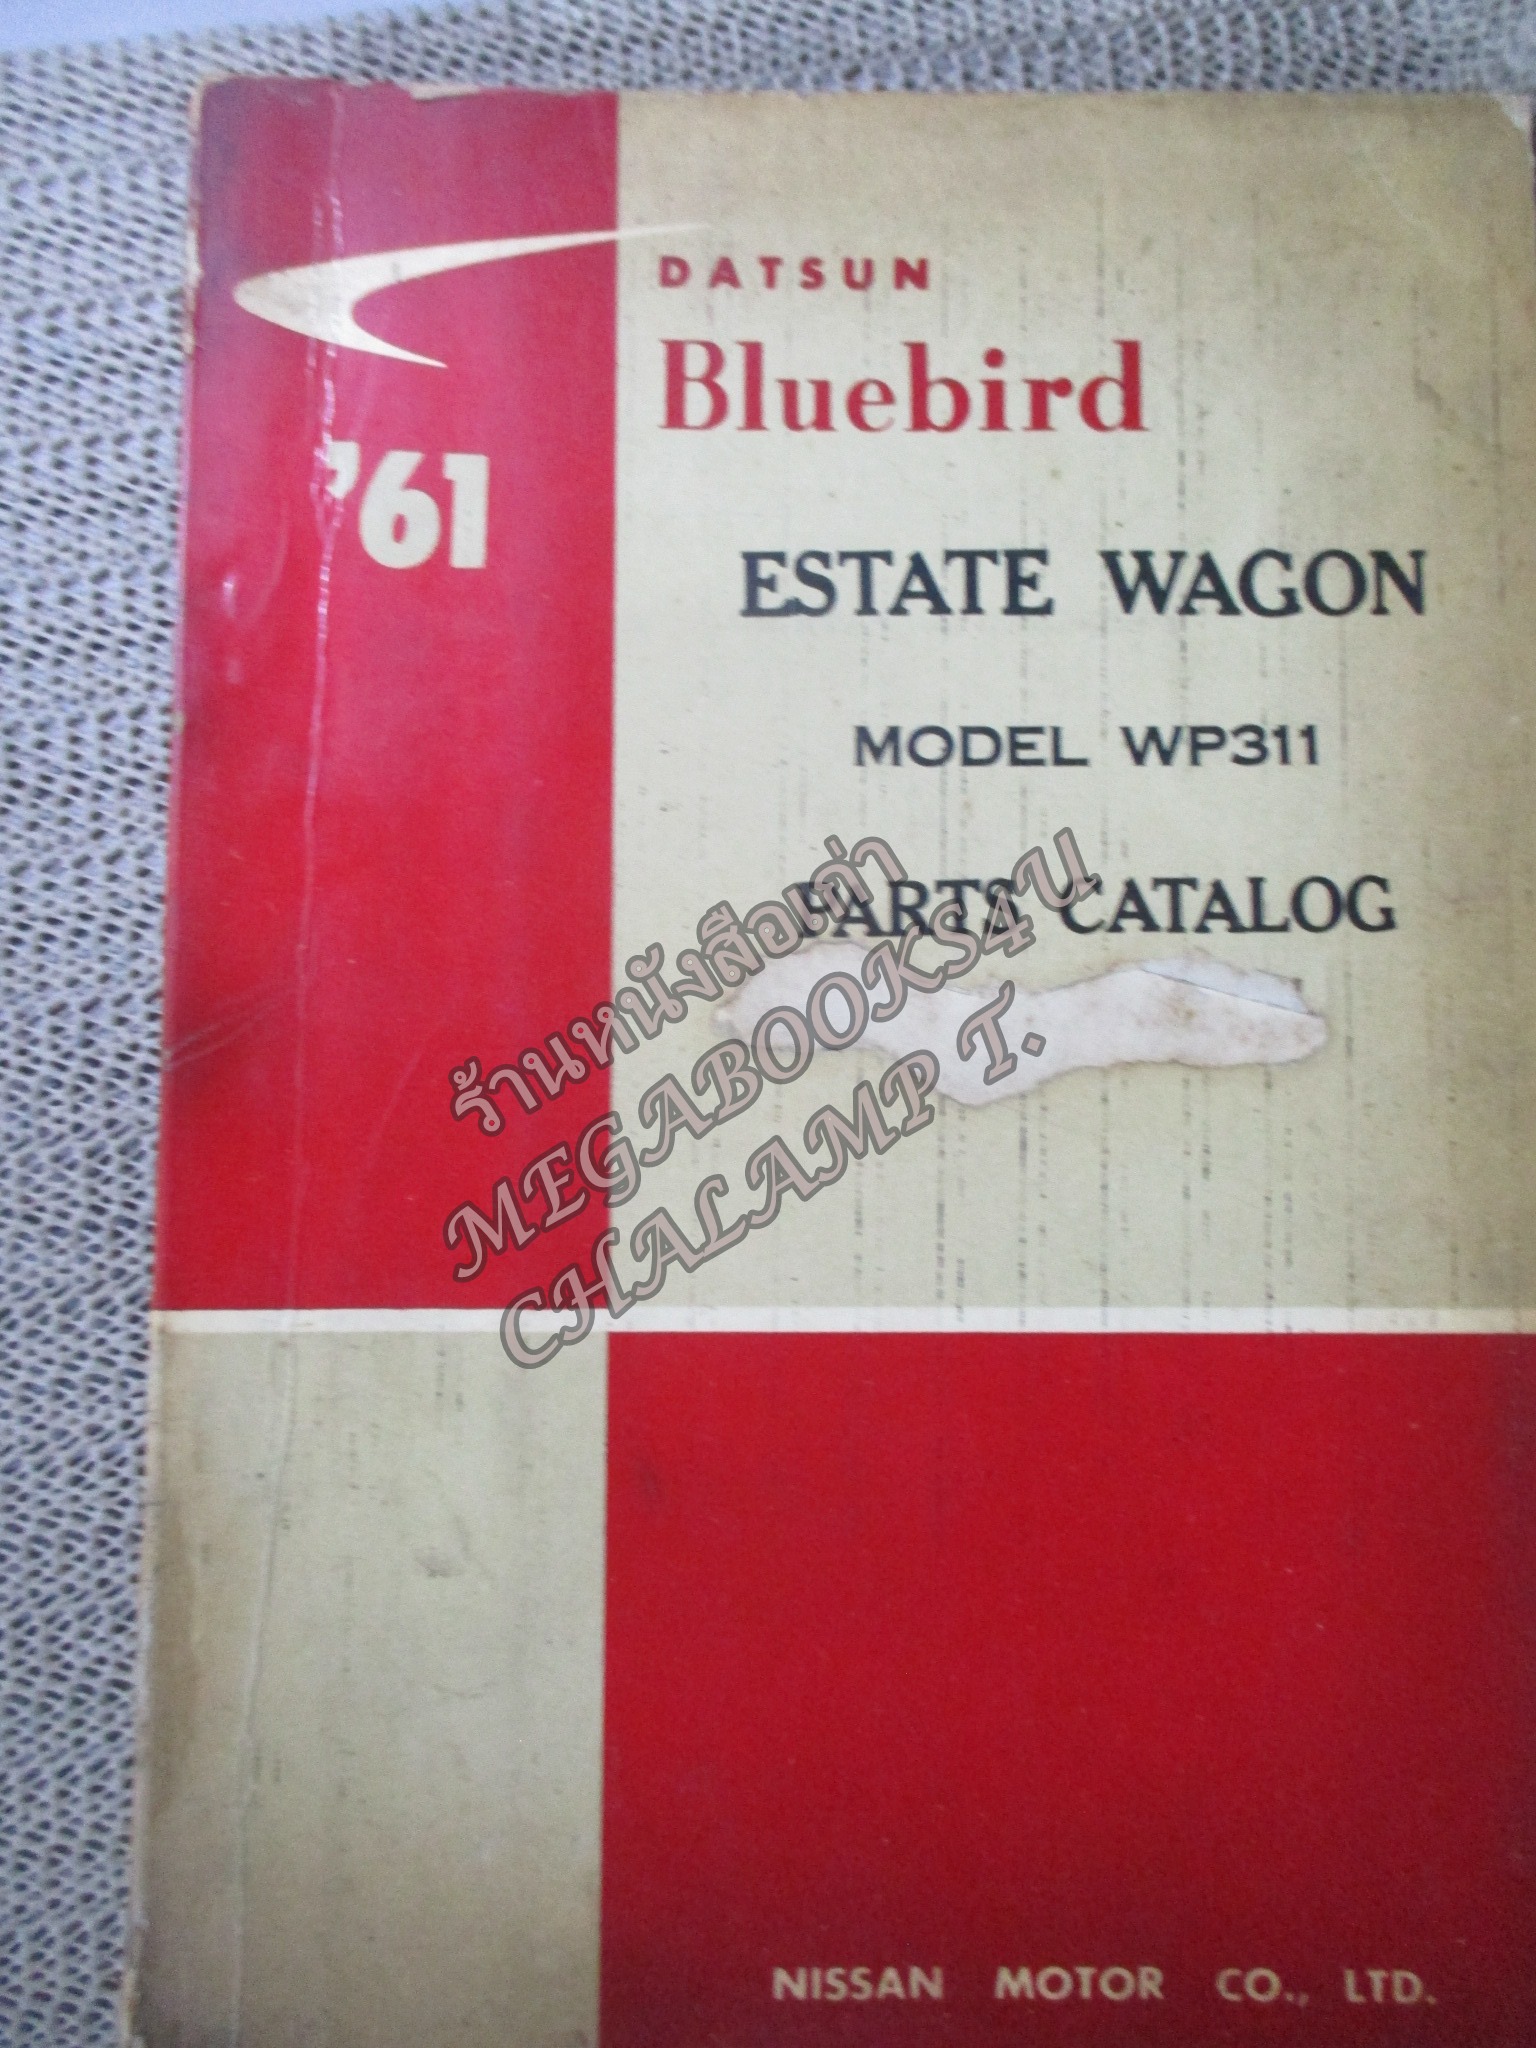 DATSUN
Bluebird
'61
ESTATE WAGON
MODEL WP311
PARTS CATALOG
ร้านหนังสือเก่า
MEGABOOKS4U
CHALAMP T.
NISSAN MOTOR CO., LTD.